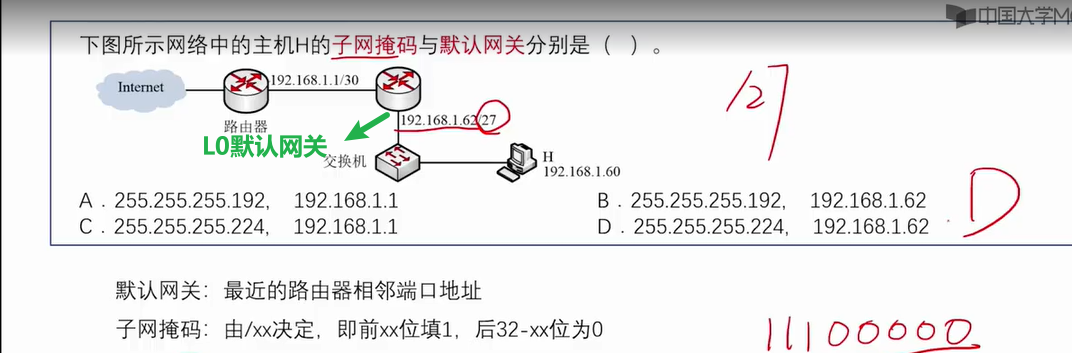 中国大学M
下图所示网络中的主机H的子网掩码与默认网关分别是（ ）。
Internet
192.168.1.1/30
路由器
192.168.1.62/27
L0默认网关
交换机
H
192.168.1.60
/27
A．255.255.255.192, 192.168.1.1
B．255.255.255.192, 192.168.1.62
C．255.255.255.224, 192.168.1.1
D．255.255.255.224, 192.168.1.62
D
默认网关：最近的路由器相邻端口地址
子网掩码：由/xx决定，即前xx位填1，后32-xx位为0
11100000